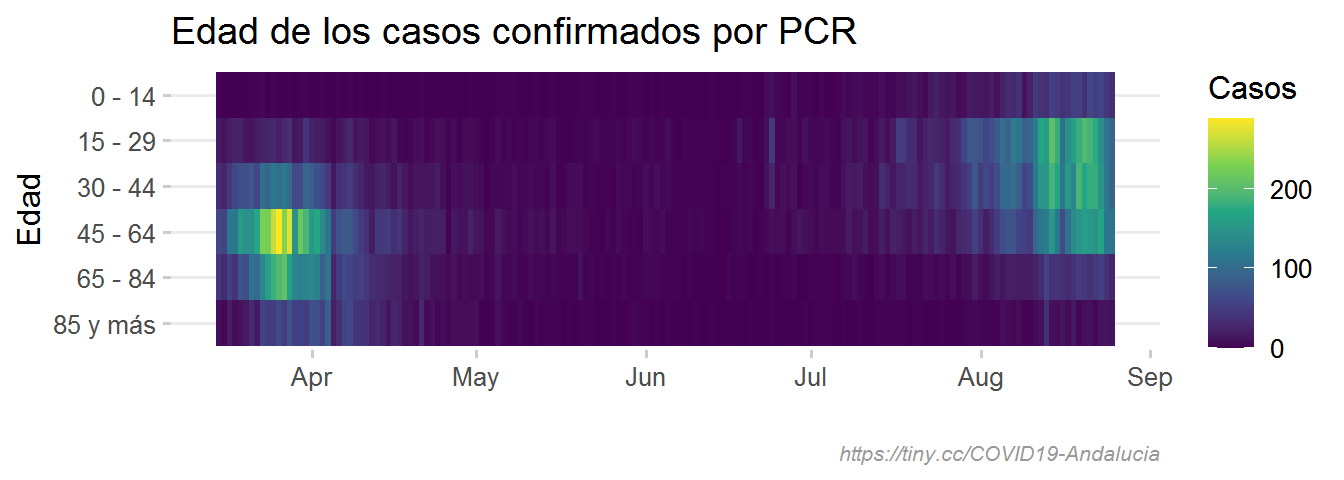 Edad de los casos confirmados por PCR
Casos
0 - 14
15 - 29
30 - 44
45 - 64
65 - 84
85 y más
Edad
200
100
0
Apr May Jun Jul Aug Sep
https://tiny.cc/COVID19-Andalucia